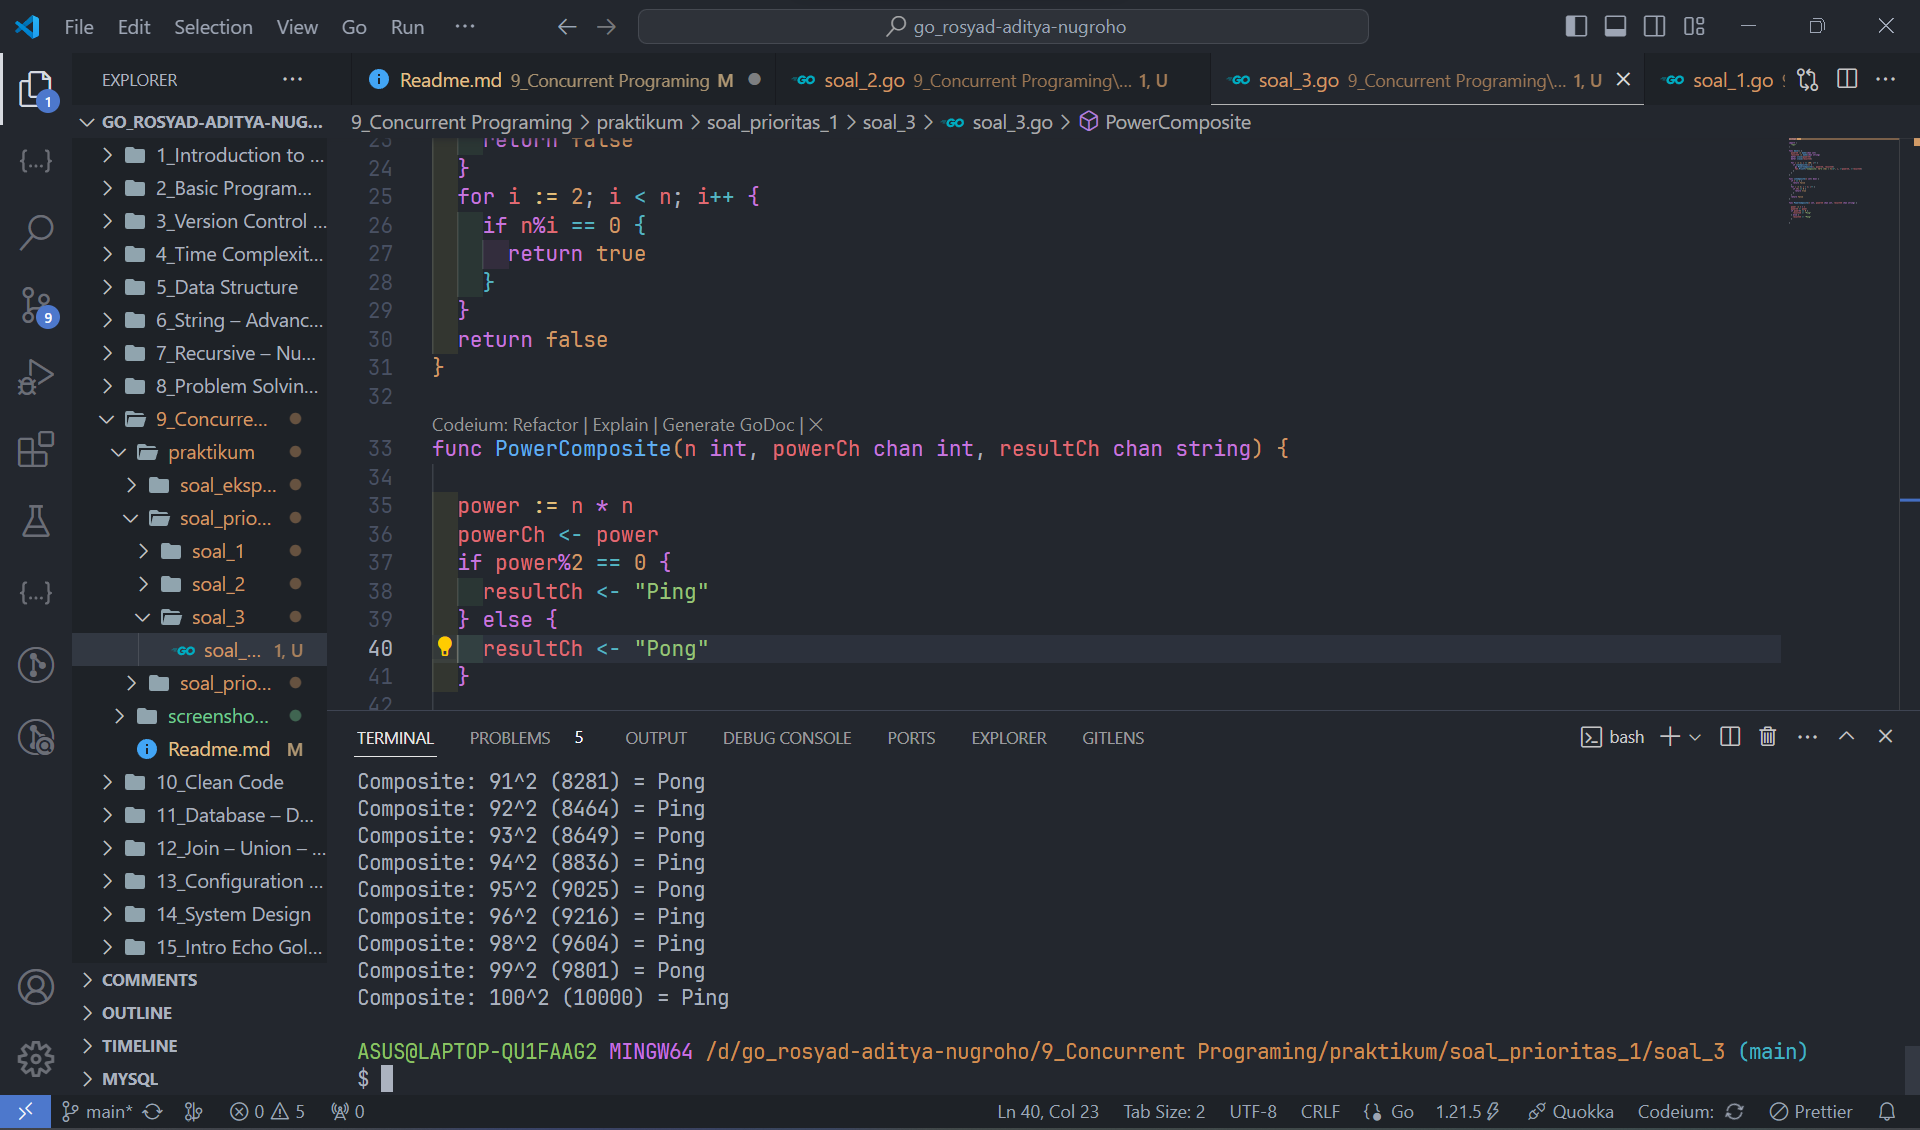 File Edit Selection View Go Run ··· go_rosyad-aditya-nugroho
EXPLORER ···
Readme.md 9_Concurrent Programing M
soal_2.go 9_Concurrent Programing\... 1, U
soal_3.go 9_Concurrent Programing\... 1, U
soal_1.go
1
9
GO_ROSYAD-ADITYA-NUG...
1_Introduction to ...
2_Basic Program...
3_Version Control ...
4_Time Complexit...
5_Data Structure
6_String – Advanc...
7_Recursive – Nu...
8_Problem Solvin...
9_Concurre...
praktikum
soal_eksp...
soal_prio...
soal_1
soal_2
soal_3
soal_... 1, U
soal_prio...
screensho...
Readme.md M
10_Clean Code
11_Database – D...
12_Join – Union – ...
13_Configuration ...
14_System Design
15_Intro Echo Gol...
COMMENTS
OUTLINE
TIMELINE
MYSQL
9_Concurrent Programing > praktikum > soal_prioritas_1 > soal_3 > soal_3.go > PowerComposite
23 return false
24 }
25 for i := 2; i < n; i++ {
26 if n%i == 0 {
27 return true
28 }
29 }
30 return false
31 }
32
Codeium: Refactor | Explain | Generate GoDoc | X
33 func PowerComposite(n int, powerCh chan int, resultCh chan string) {
34
35 power := n * n
36 powerCh <- power
37 if power%2 == 0 {
38 resultCh <- "Ping"
39 } else {
40 resultCh <- "Pong"
41 }
42
TERMINAL PROBLEMS 5 OUTPUT DEBUG CONSOLE PORTS EXPLORER GITLENS bash
Composite: 91^2 (8281) = Pong
Composite: 92^2 (8464) = Ping
Composite: 93^2 (8649) = Pong
Composite: 94^2 (8836) = Ping
Composite: 95^2 (9025) = Pong
Composite: 96^2 (9216) = Ping
Composite: 98^2 (9604) = Ping
Composite: 99^2 (9801) = Pong
Composite: 100^2 (10000) = Ping
ASUS@LAPTOP-QU1FAAG2 MINGW64 /d/go_rosyad-aditya-nugroho/9_Concurrent Programing/praktikum/soal_prioritas_1/soal_3 (main)
$
main* 0 5 0 Ln 40, Col 23 Tab Size: 2 UTF-8 CRLF Go 1.21.5 Quokka Codeium: Prettier